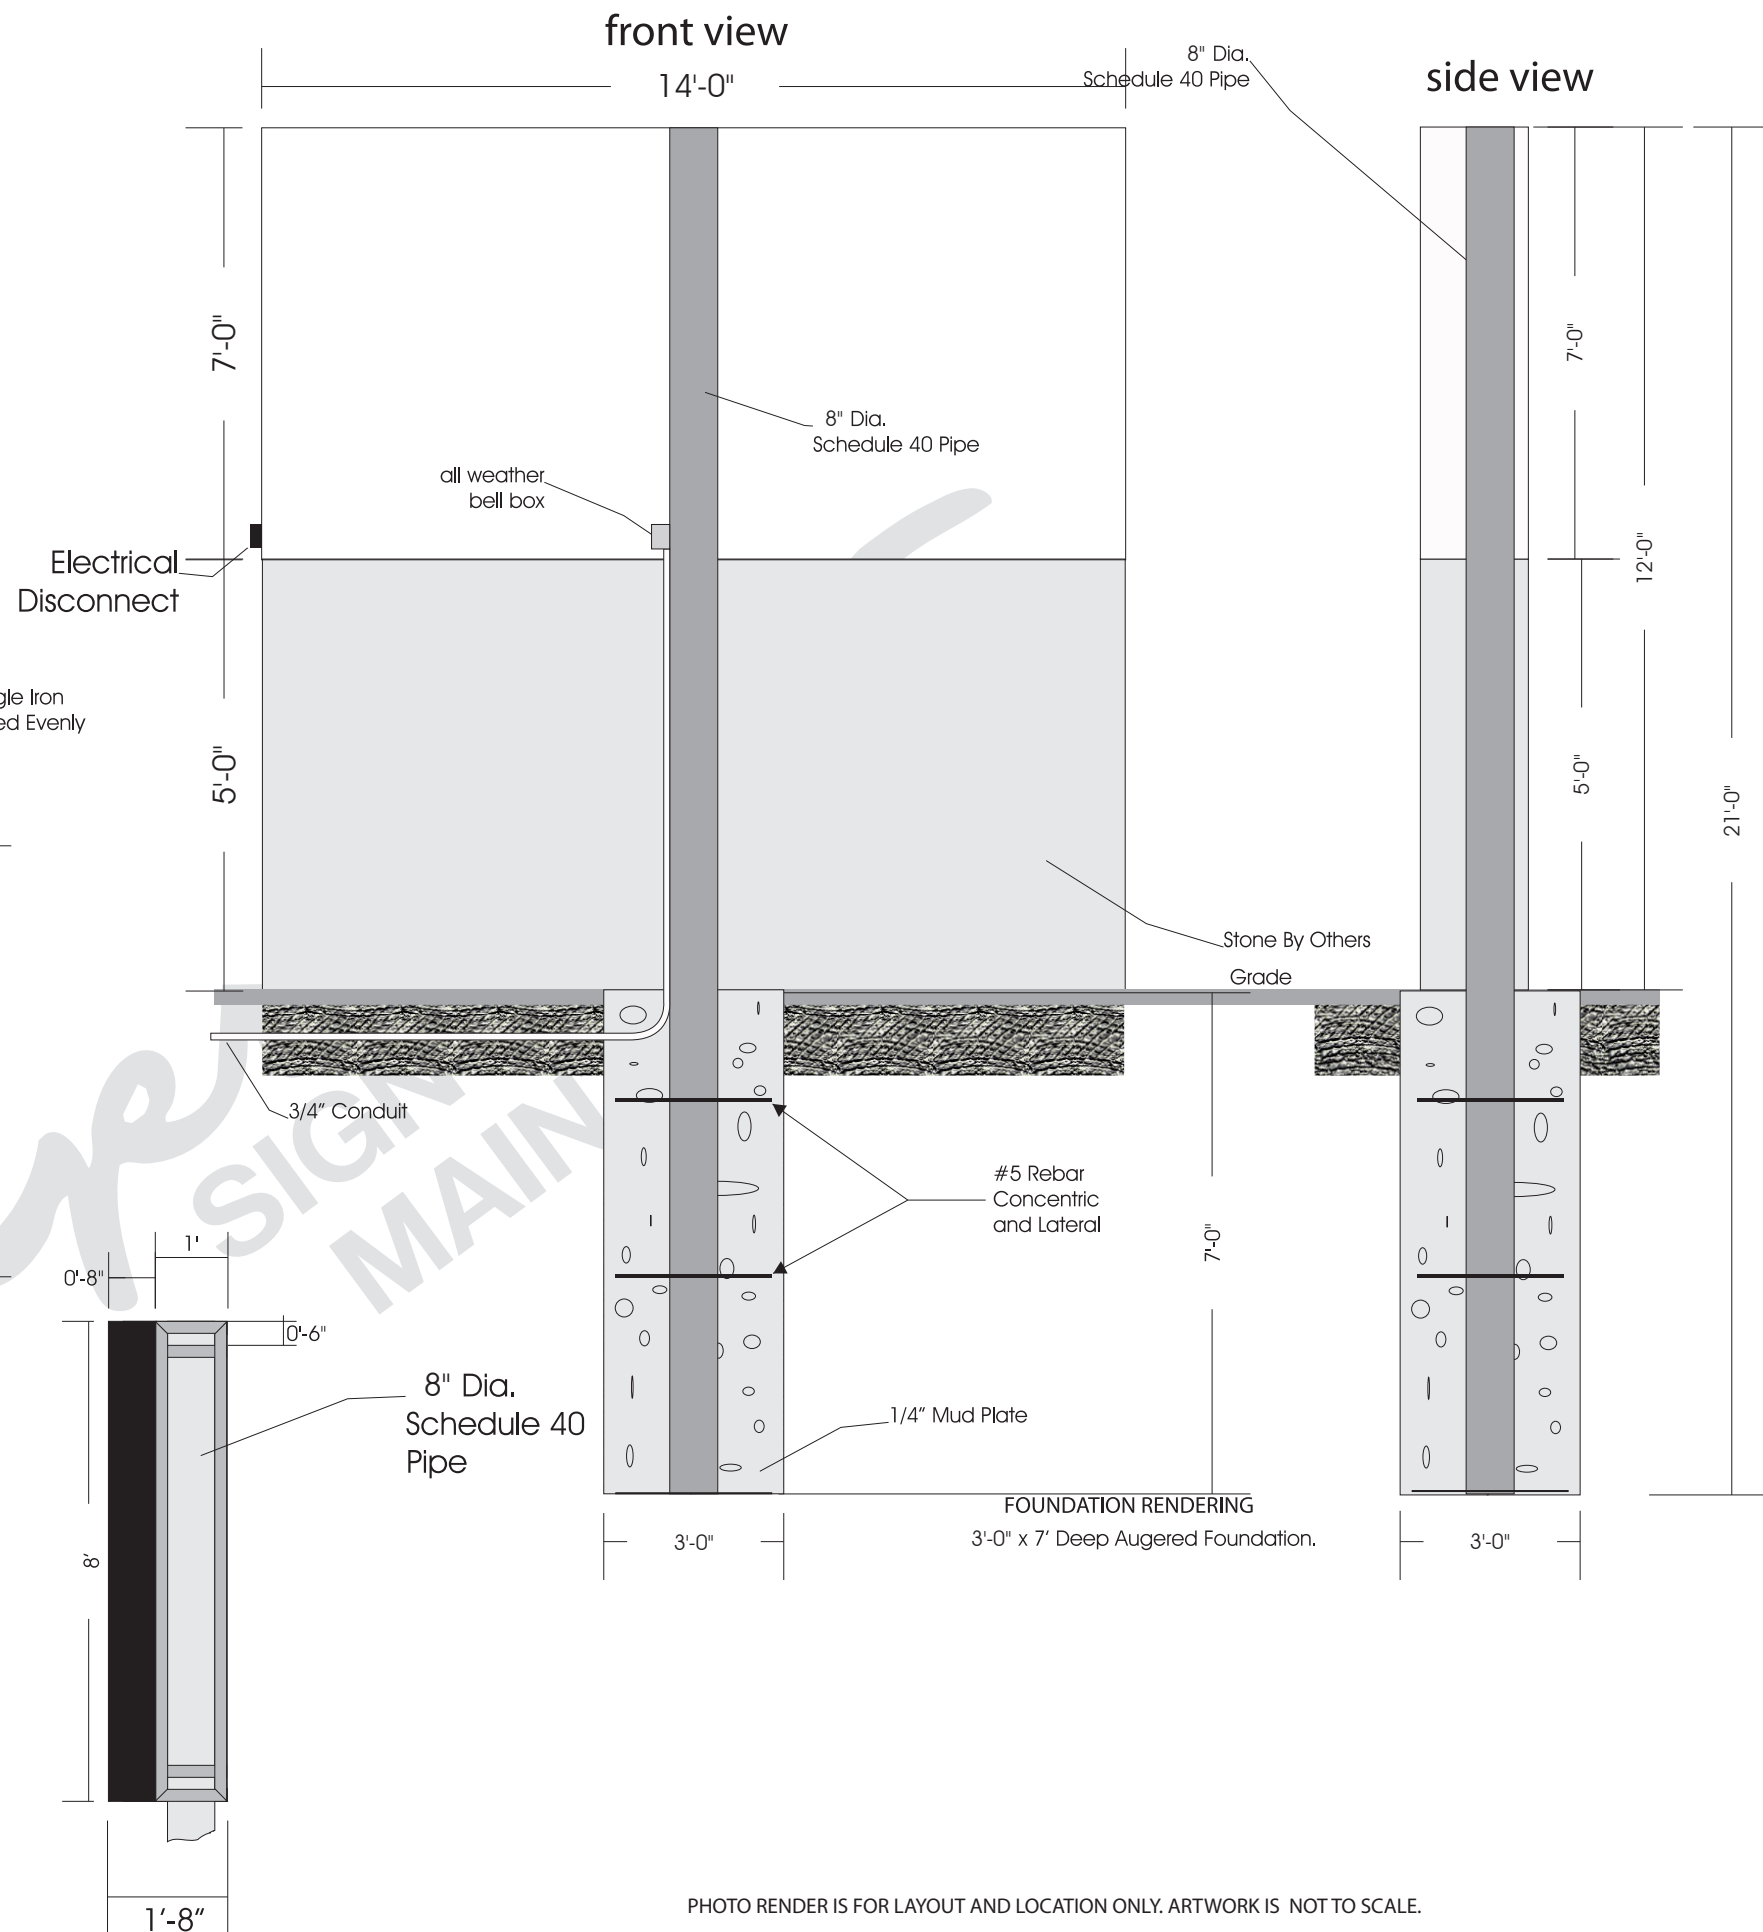 front view
14'-0"
8" Dia.
Schedule 40 Pipe
side view
7'-0"
7'-0"
8" Dia.
Schedule 40 Pipe
all weather
bell box
Electrical
Disconnect
12'-0"
gle Iron
ed Evenly
5'-0"
5'-0"
21'-0"
Stone By Others
Grade
3/4" Conduit
SIGN
MAIN
#5 Rebar
Concentric
and Lateral
7'-0"
1'
0'-8"
0'-6"
8" Dia.
Schedule 40
Pipe
1/4" Mud Plate
FOUNDATION RENDERING
3'-0" x 7' Deep Augered Foundation.
3'-0"
3'-0"
8'
1'-8"
PHOTO RENDER IS FOR LAYOUT AND LOCATION ONLY. ARTWORK IS NOT TO SCALE.